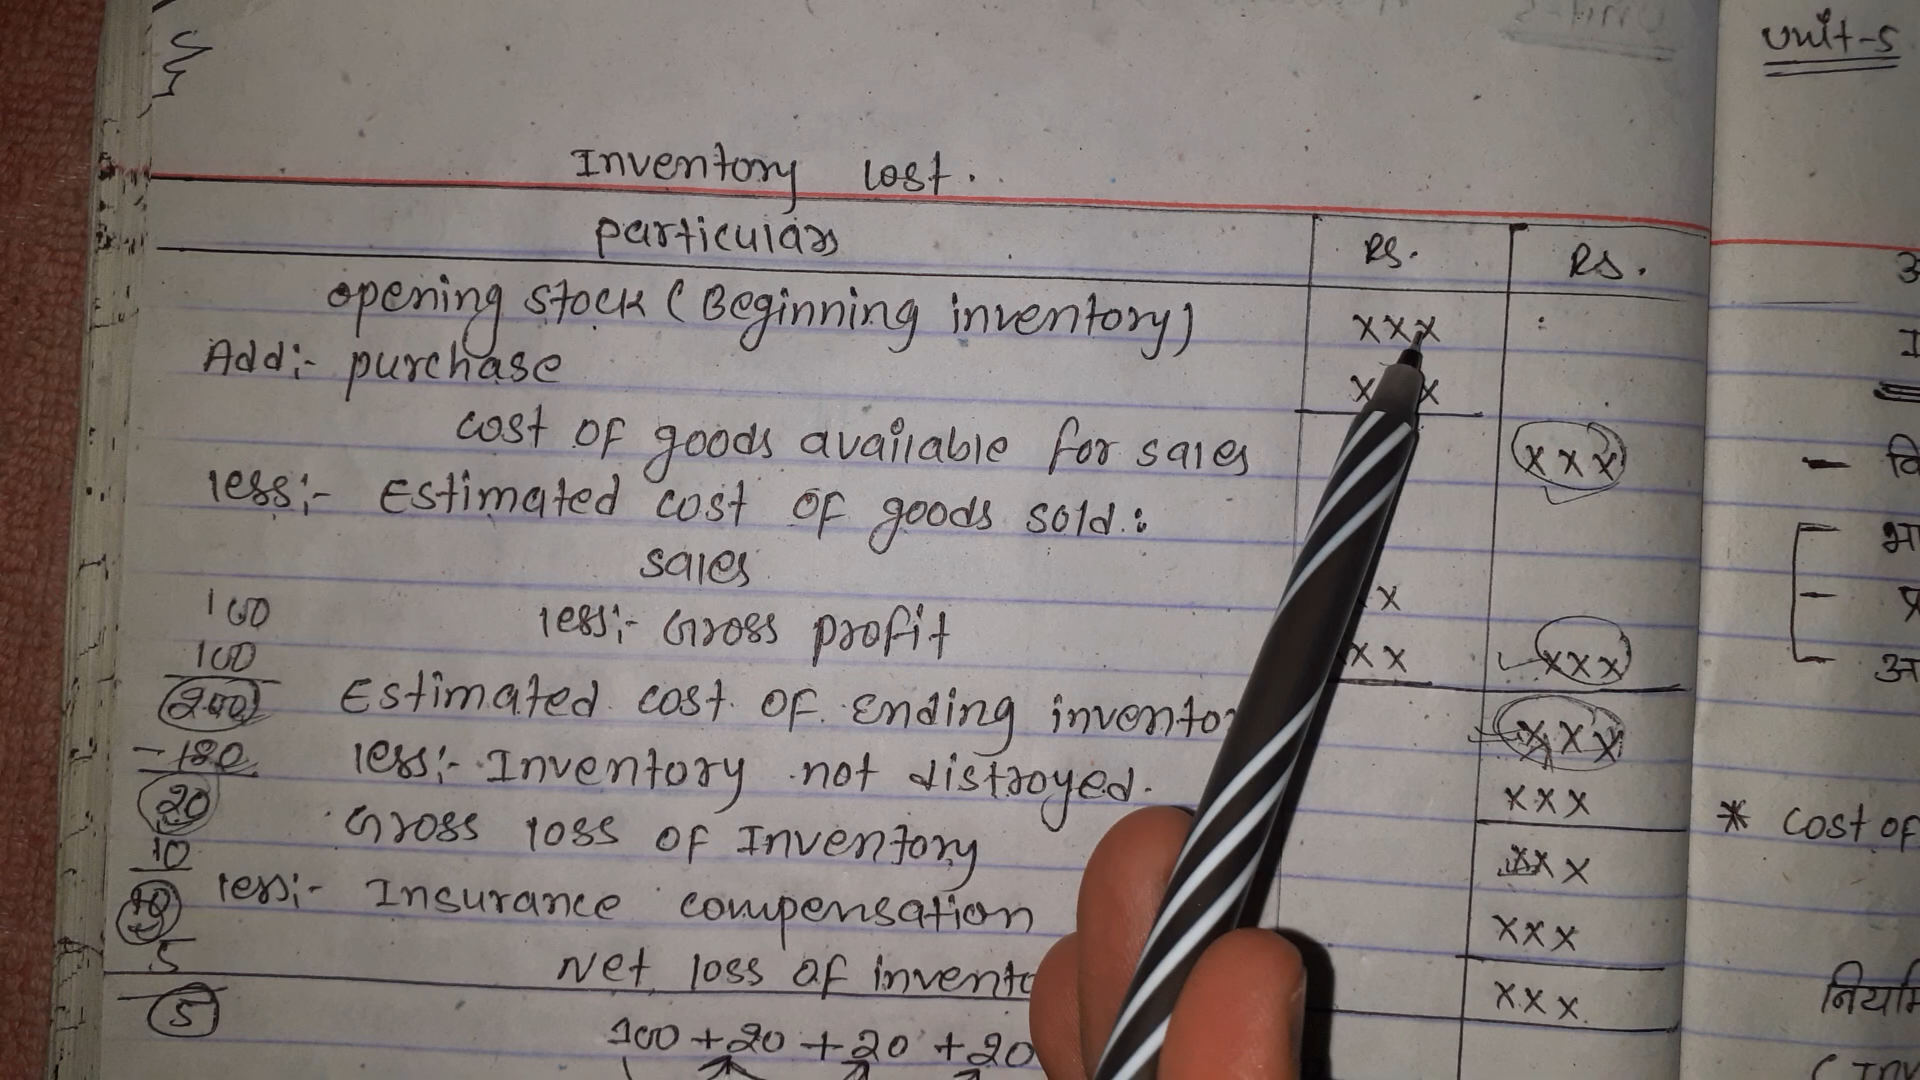 unit-5
Inventory lost.
particulars Rs. Rs.
opening stock (Beginning inventory) xxx
Add:- purchase
cost of goods available for sales xxx
less:- Estimated cost of goods sold:
sales
100 less:- Gross profit xx xxx
100
200 Estimated cost of Ending xxx
-180 less:- Inventory not distroyed. xxx
20 Gross loss of Inventory xxx
10
less:- Insurance compensation xxx
5 Net loss of xxx
5
100 + 20 + 20 + 20
* cost of